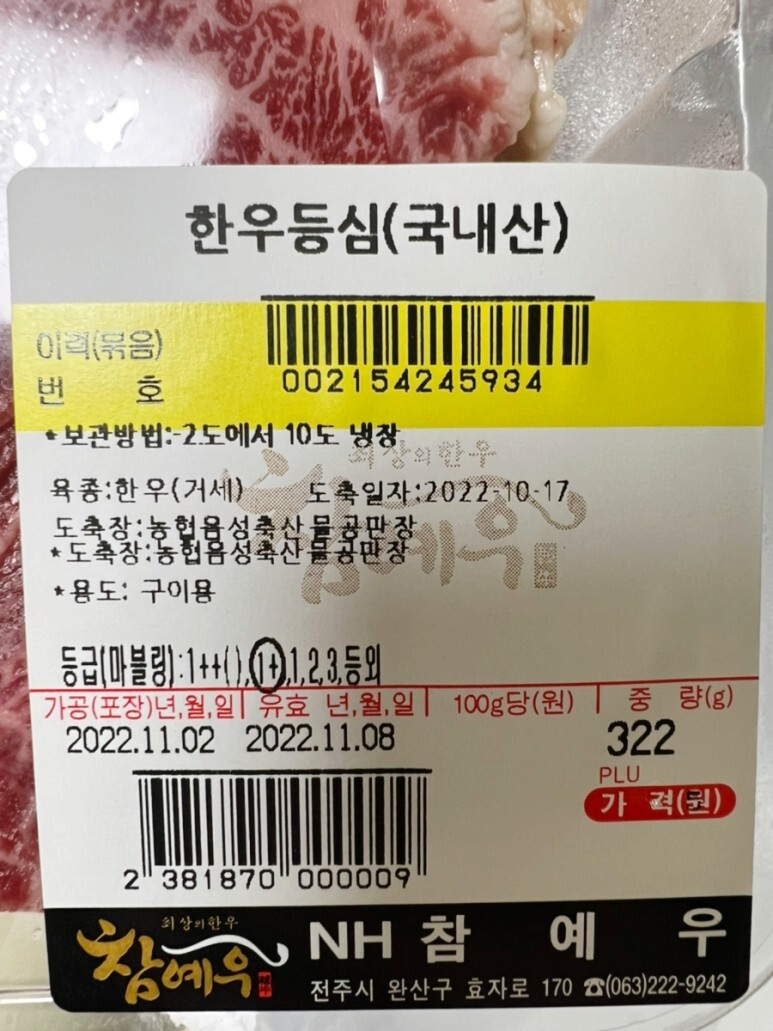 한우등심(국내산)
이력(묶음)
번 호
002154245934
*보관방법:-2도에서 10도 냉장
최상의한우
육종:한우(거세) 도축일자:2022-10-17
참예우
도축장:농협음성축산물공판장
*도축장:농협음성축산물공판장
*용도: 구이용
등급(마블링):1++(),1+,1,2,3,등외
가공(포장)년,월,일 유효 년,월,일 100g당(원) 중 량(g)
2022.11.02 2022.11.08 322
PLU
가 격(원)
2 381870 000009
최상의한우
참예우
NH 참 예 우
전주시 완산구 효자로 170 ☎(063)222-9242